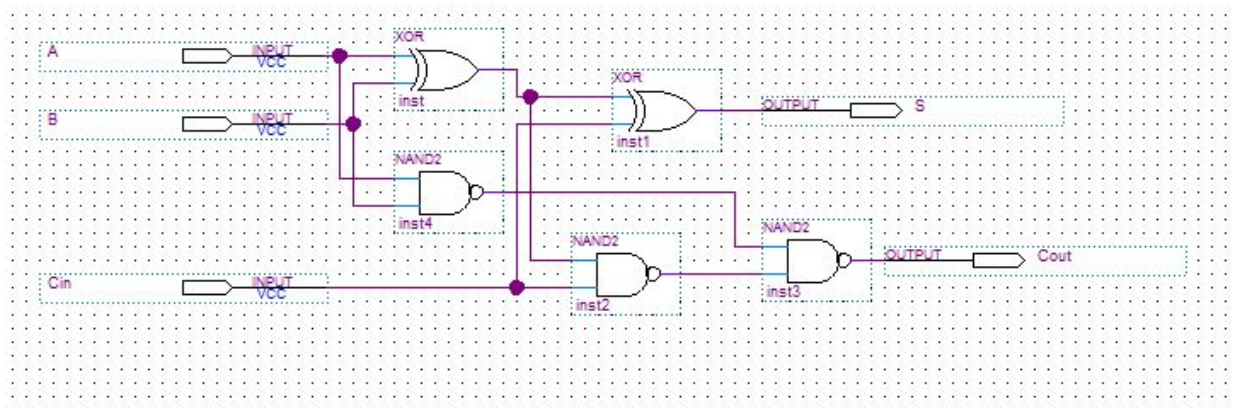 XOR
A INPUT
VCC
inst
XOR
OUTPUT S
B INPUT
VCC
inst1
NAND2
inst4
NAND2
NAND2
OUTPUT Cout
Cin INPUT
VCC
inst2
inst3